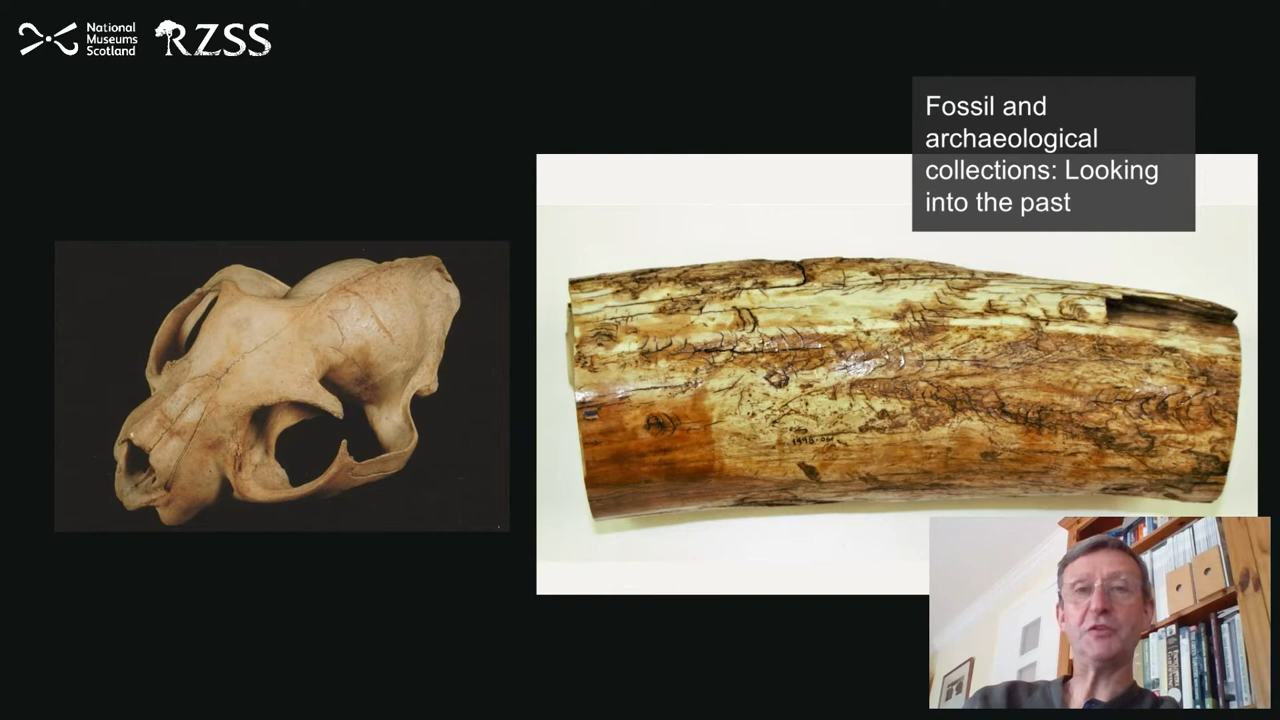 National
Museums
Scotland
RZSS
Fossil and
archaeological
collections: Looking
into the past